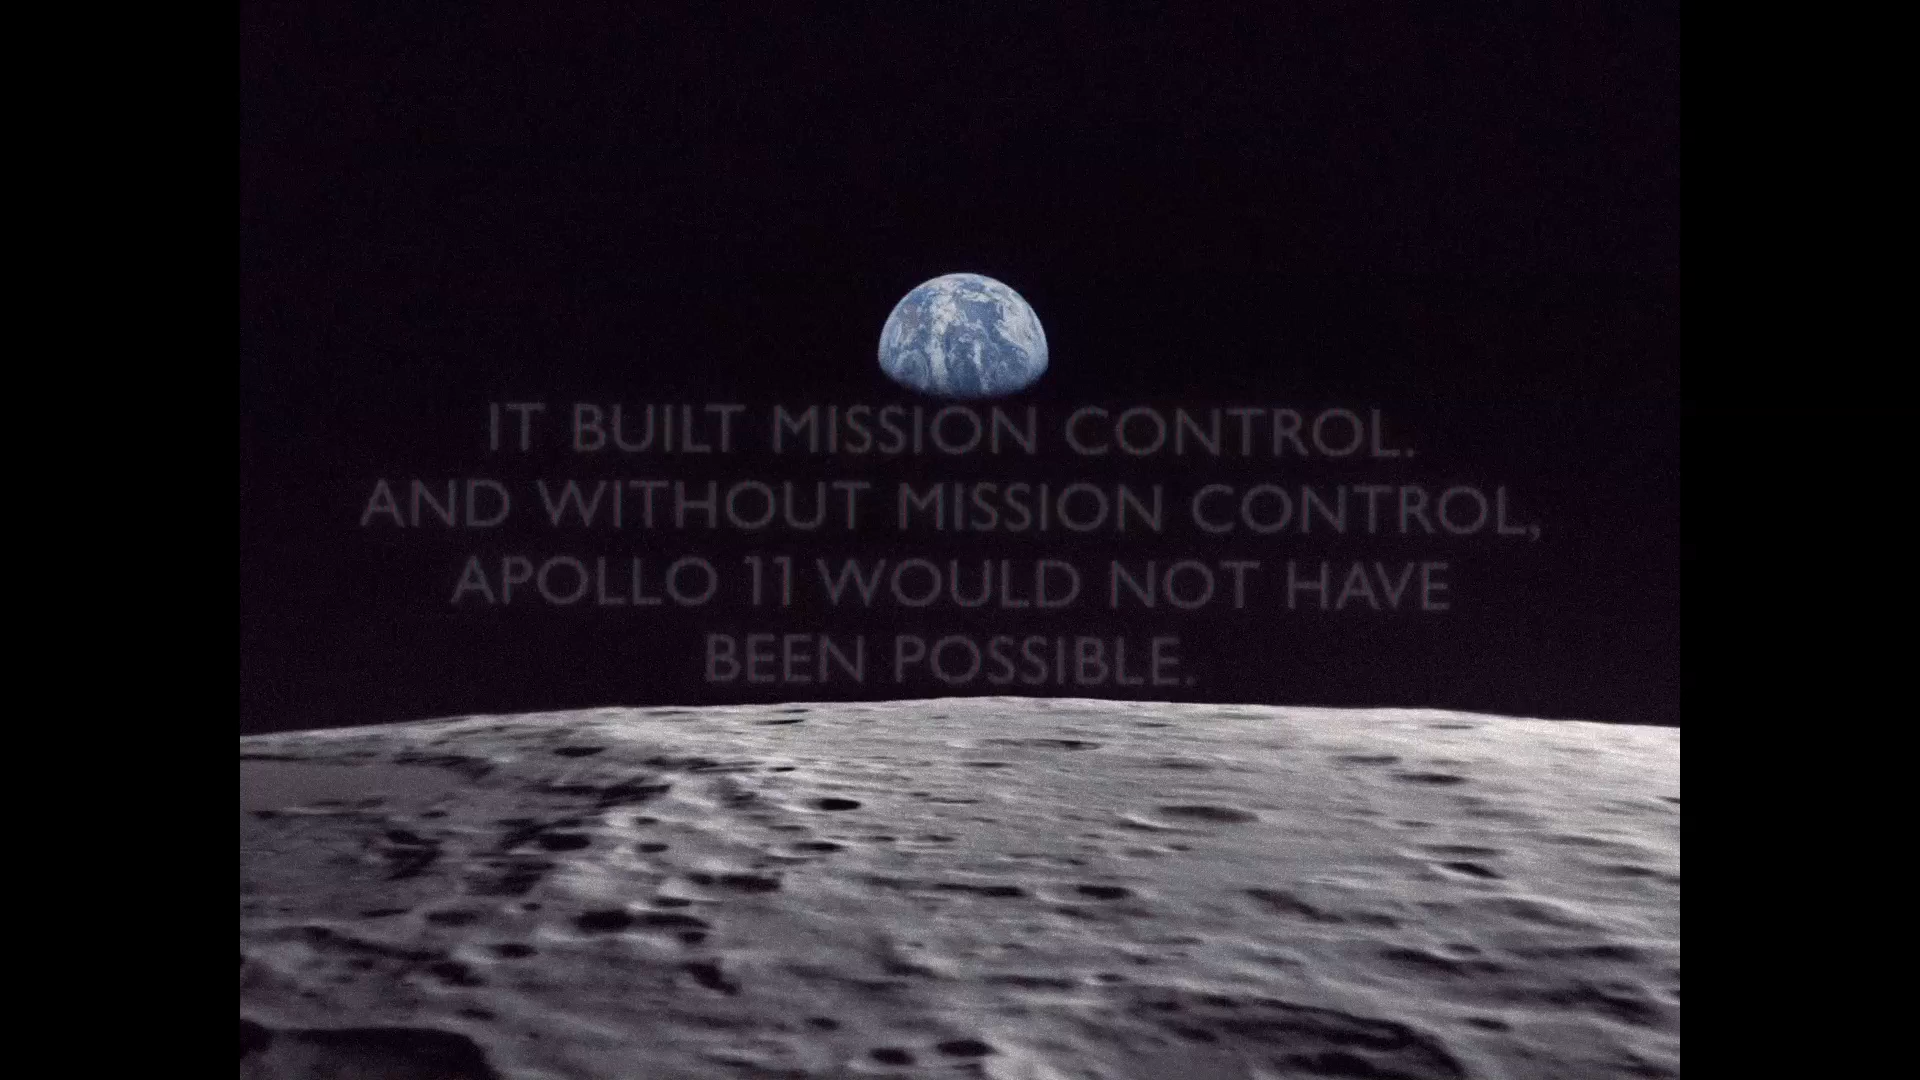 IT BUILT MISSION CONTROL.
AND WITHOUT MISSION CONTROL,
APOLLO 11 WOULD NOT HAVE
BEEN POSSIBLE.